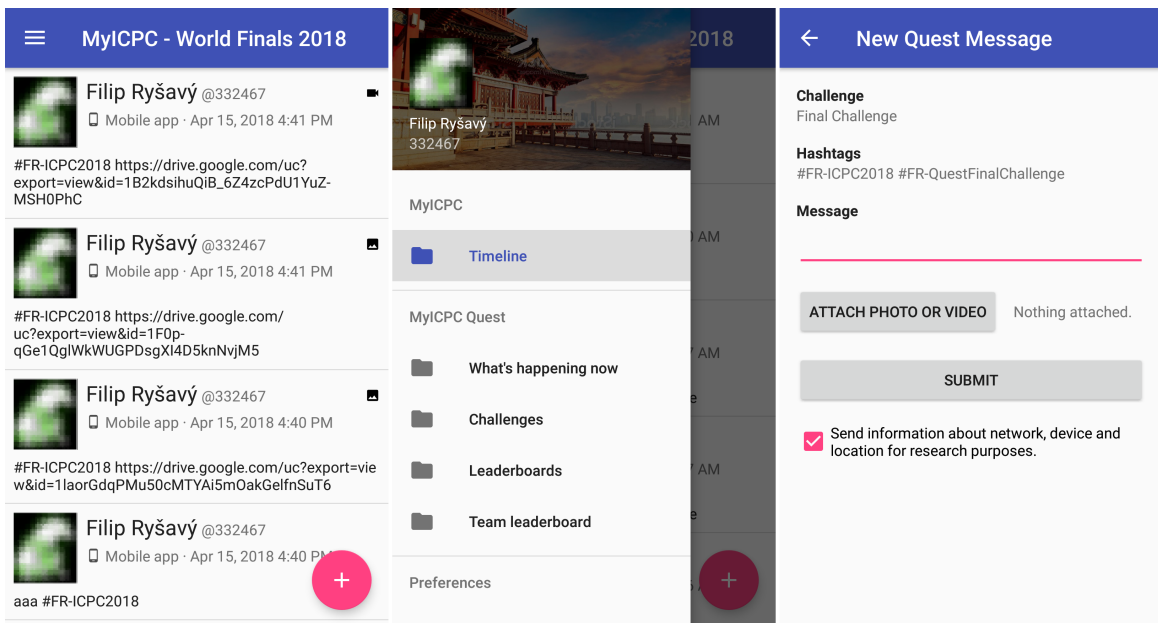 MyICPC - World Finals 2018
Filip Ryšavý @332467
Mobile app · Apr 15, 2018 4:41 PM
#FR-ICPC2018 https://drive.google.com/uc?
export=view&id=1B2kdsihuQiB_6Z4zcPdU1YuZ-
MSH0PhC
Filip Ryšavý @332467
Mobile app · Apr 15, 2018 4:41 PM
#FR-ICPC2018 https://drive.google.com/
uc?export=view&id=1F0p-
qGe1QglWkWUGPDsgXI4D5knNvjM5
Filip Ryšavý @332467
Mobile app · Apr 15, 2018 4:40 PM
#FR-ICPC2018 https://drive.google.com/uc?export=vie
w&id=1laorGdqPMu50cMTYAi5mOakGelfnSuT6
Filip Ryšavý @332467
Mobile app · Apr 15, 2018 4:40 PM
aaa #FR-ICPC2018
+
2018
Filip Ryšavý
332467
MyICPC
Timeline
MyICPC Quest
What's happening now
Challenges
Leaderboards
Team leaderboard
Preferences
AM
AM
AM
e
AM
e
+
New Quest Message
Challenge
Final Challenge
Hashtags
#FR-ICPC2018 #FR-QuestFinalChallenge
Message
ATTACH PHOTO OR VIDEO Nothing attached.
SUBMIT
Send information about network, device and
location for research purposes.